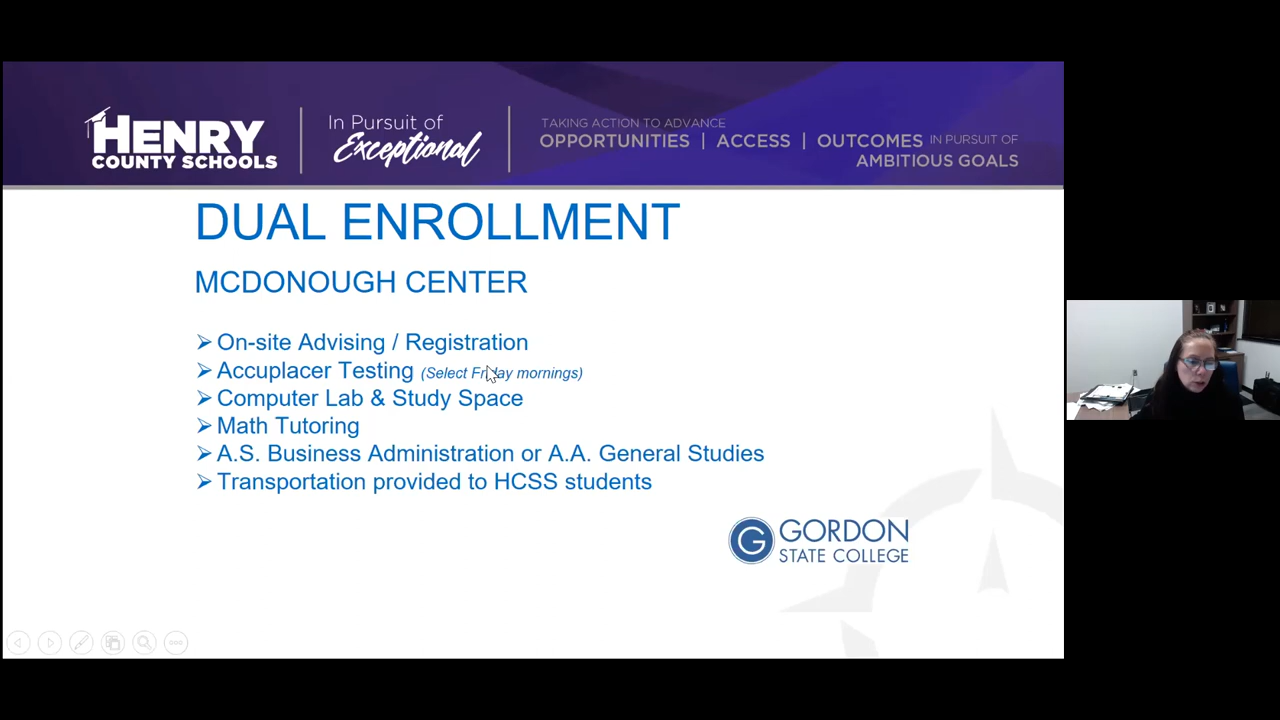 HENRY
COUNTY SCHOOLS
In Pursuit of
Exceptional
TAKING ACTION TO ADVANCE
OPPORTUNITIES | ACCESS | OUTCOMES IN PURSUIT OF
AMBITIOUS GOALS
DUAL ENROLLMENT
MCDONOUGH CENTER
➢ On-site Advising / Registration
➢ Accuplacer Testing (Select Friday mornings)
➢ Computer Lab & Study Space
➢ Math Tutoring
➢ A.S. Business Administration or A.A. General Studies
➢ Transportation provided to HCSS students
G GORDON
STATE COLLEGE